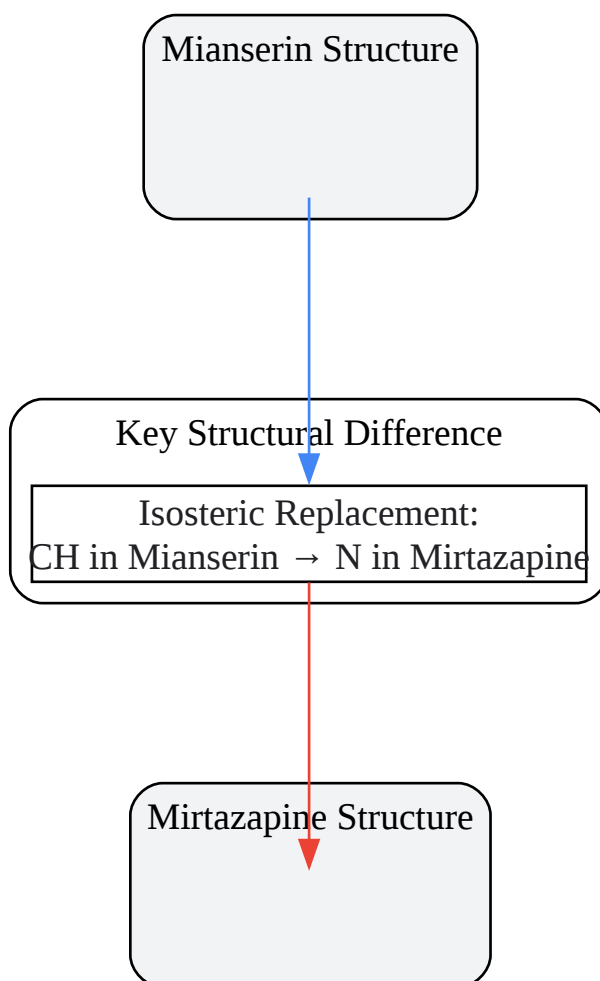 Mianserin Structure
Key Structural Difference
Isosteric Replacement:
CH in Mianserin → N in Mirtazapine
Mirtazapine Structure